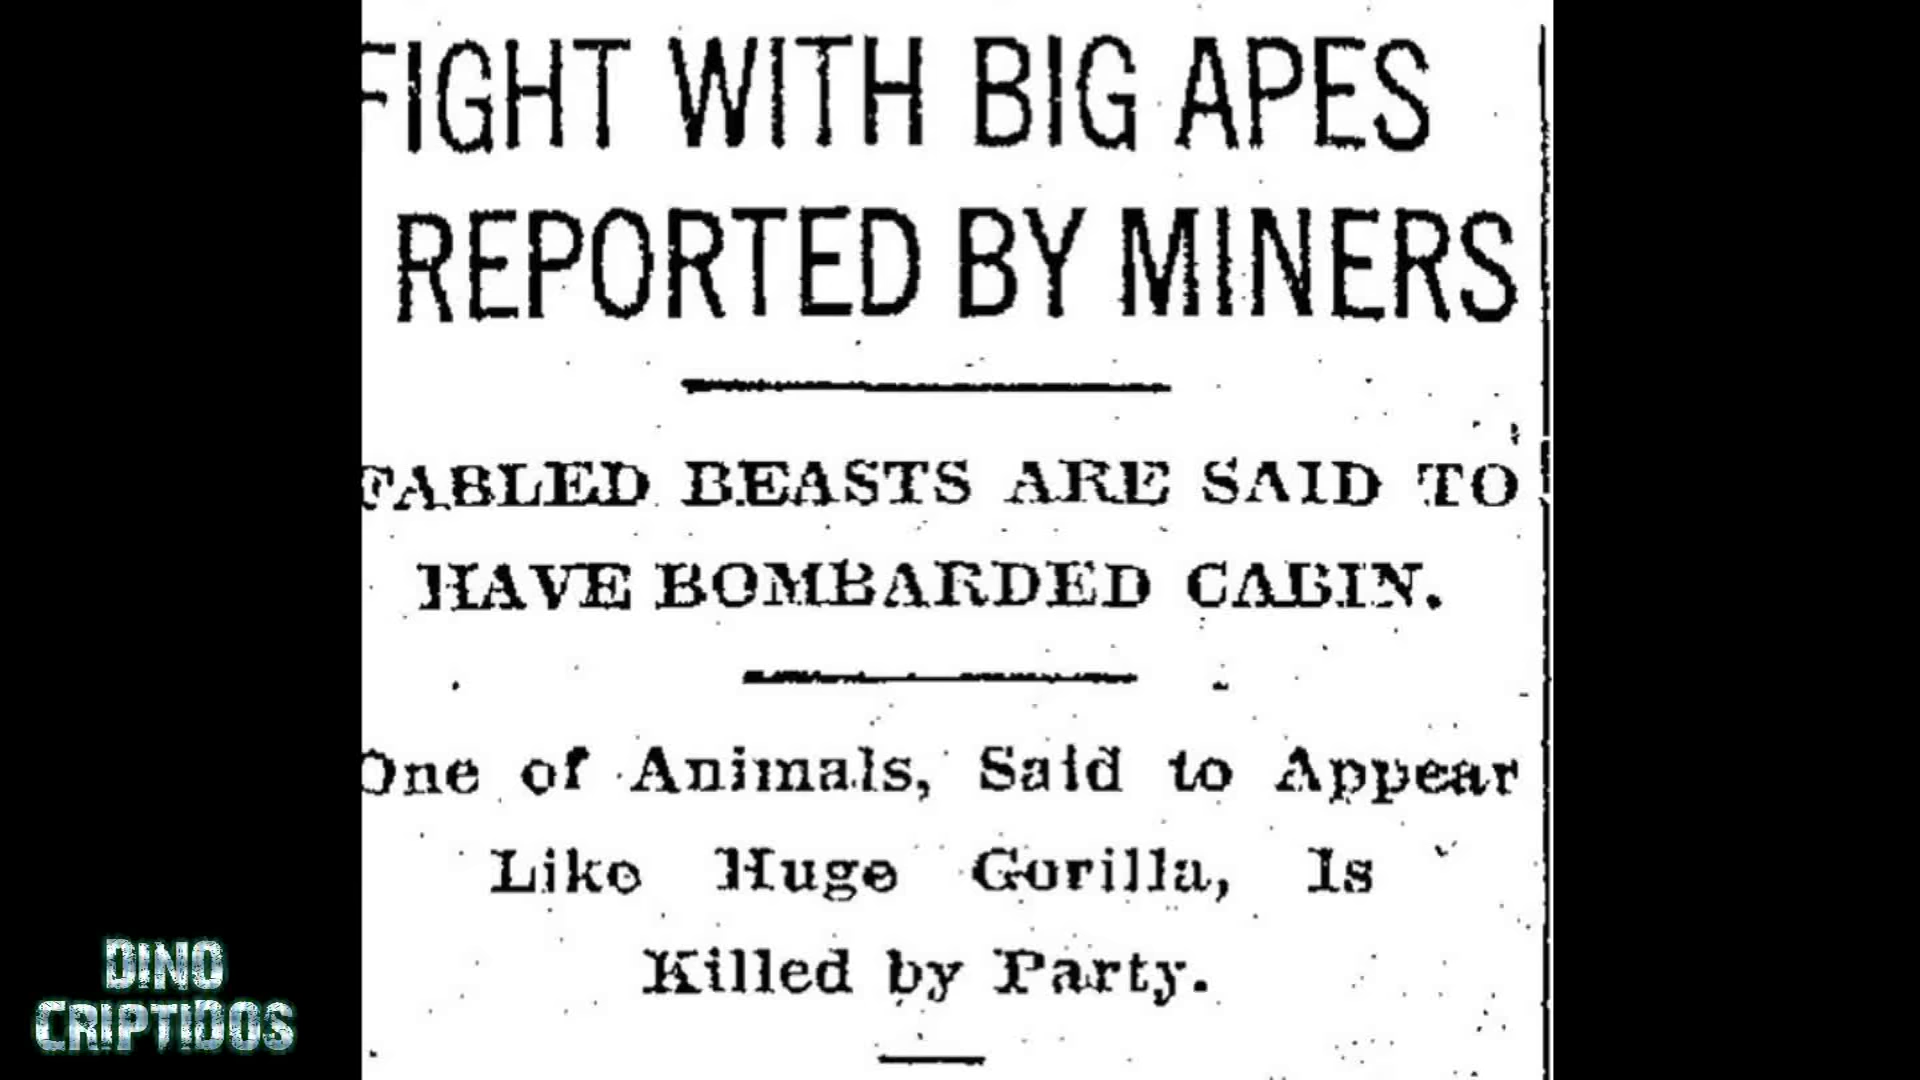 FIGHT WITH BIG APES
REPORTED BY MINERS
FABLED BEASTS ARE SAID TO
HAVE BOMBARDED CABIN.
One of Animals, Said to Appear
Like Huge Gorilla, Is
Killed by Party.
DINO
CRIPTIDOS